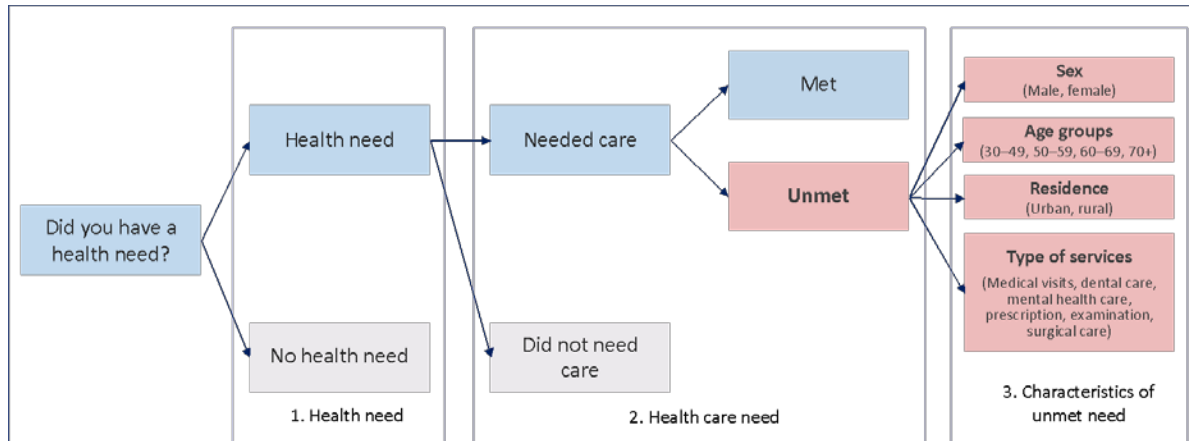 Did you have a
health need?
Health need
No health need
1. Health need
Needed care
Did not need
care
Met
Unmet
2. Health care need
Sex
(Male, female)
Age groups
(30–49, 50–59, 60–69, 70+)
Residence
(Urban, rural)
Type of services
(Medical visits, dental care,
mental health care,
prescription, examination,
surgical care)
3. Characteristics of
unmet need